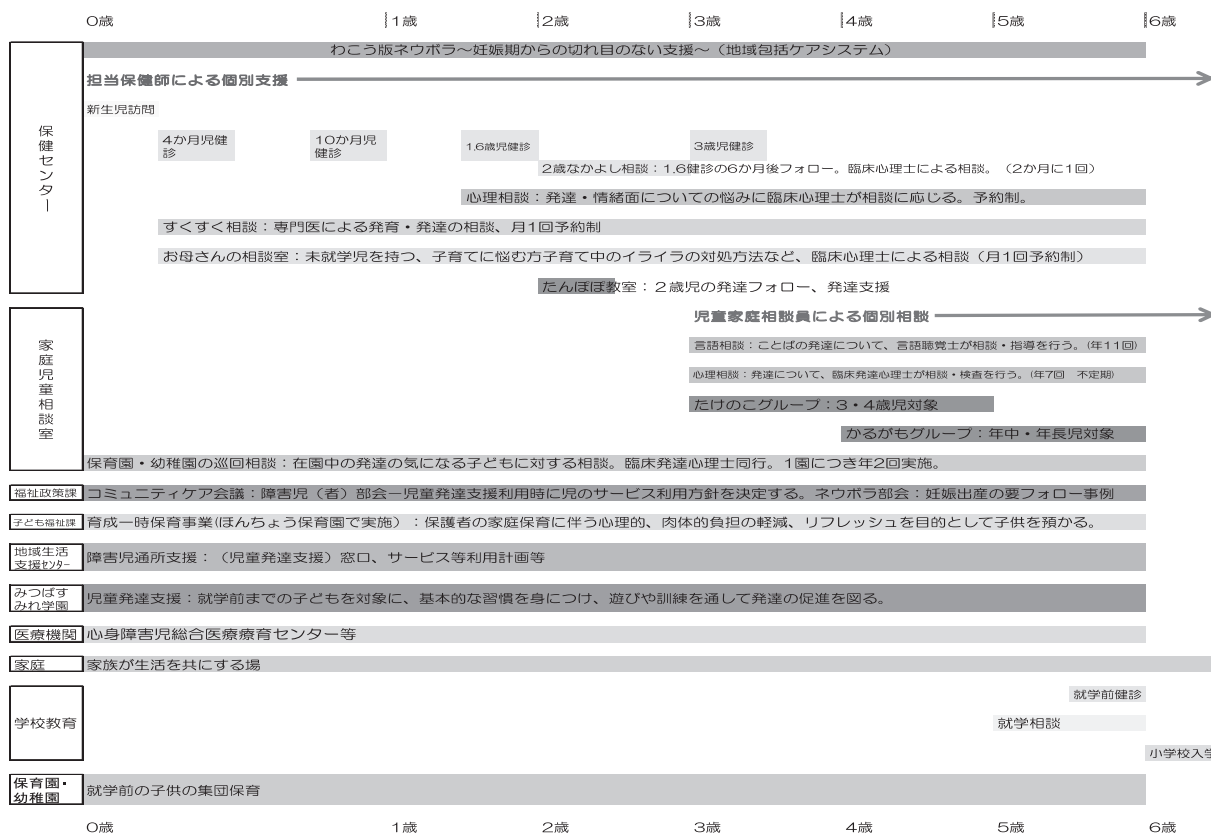 0歳 1歳 2歳 3歳 4歳 5歳 6歳
わこう版ネウボラ～妊娠期からの切れ目のない支援～（地域包括ケアシステム）
保健センター
担当保健師による個別支援
新生児訪問
4か月児健
診
10か月児
健診
1.6歳児健診
3歳児健診
2歳なかよし相談：1.6健診の6か月後フォロー。臨床心理士による相談。（2か月に1回）
心理相談：発達・情緒面についての悩みに臨床心理士が相談に応じる。予約制。
すくすく相談：専門医による発育・発達の相談、月1回予約制
お母さんの相談室：未就学児を持つ、子育てに悩む方子育て中のイライラの対処方法など、臨床心理士による相談（月1回予約制）
たんぽぽ教室：２歳児の発達フォロー、発達支援
家庭児童相談室
児童家庭相談員による個別相談
言語相談：ことばの発達について、言語聴覚士が相談・指導を行う。(年11回)
心理相談：発達について、臨床発達心理士が相談・検査を行う。(年7回　不定期)
たけのこグループ：3・4歳児対象
かるがもグループ：年中・年長児対象
保育園・幼稚園の巡回相談：在園中の発達の気になる子どもに対する相談。臨床発達心理士同行。1園につき年2回実施。
福祉政策課 コミュニティケア会議：障害児（者）部会ー児童発達支援利用時に児のサービス利用方針を決定する。ネウボラ部会：妊娠出産の要フォロー事例
子ども福祉課 育成一時保育事業(ほんちょう保育園で実施）：保護者の家庭保育に伴う心理的、肉体的負担の軽減、リフレッシュを目的として子供を預かる。
地域生活
支援ｾﾝﾀｰ
障害児通所支援：（児童発達支援）窓口、サービス等利用計画等
みつばす
みれ学園
児童発達支援：就学前までの子どもを対象に、基本的な習慣を身につけ、遊びや訓練を通して発達の促進を図る。
医療機関 心身障害児総合医療療育センター等
家庭 家族が生活を共にする場
学校教育
就学前健診
就学相談
小学校入学
保育園・
幼稚園
就学前の子供の集団保育
0歳 1歳 2歳 3歳 4歳 5歳 6歳